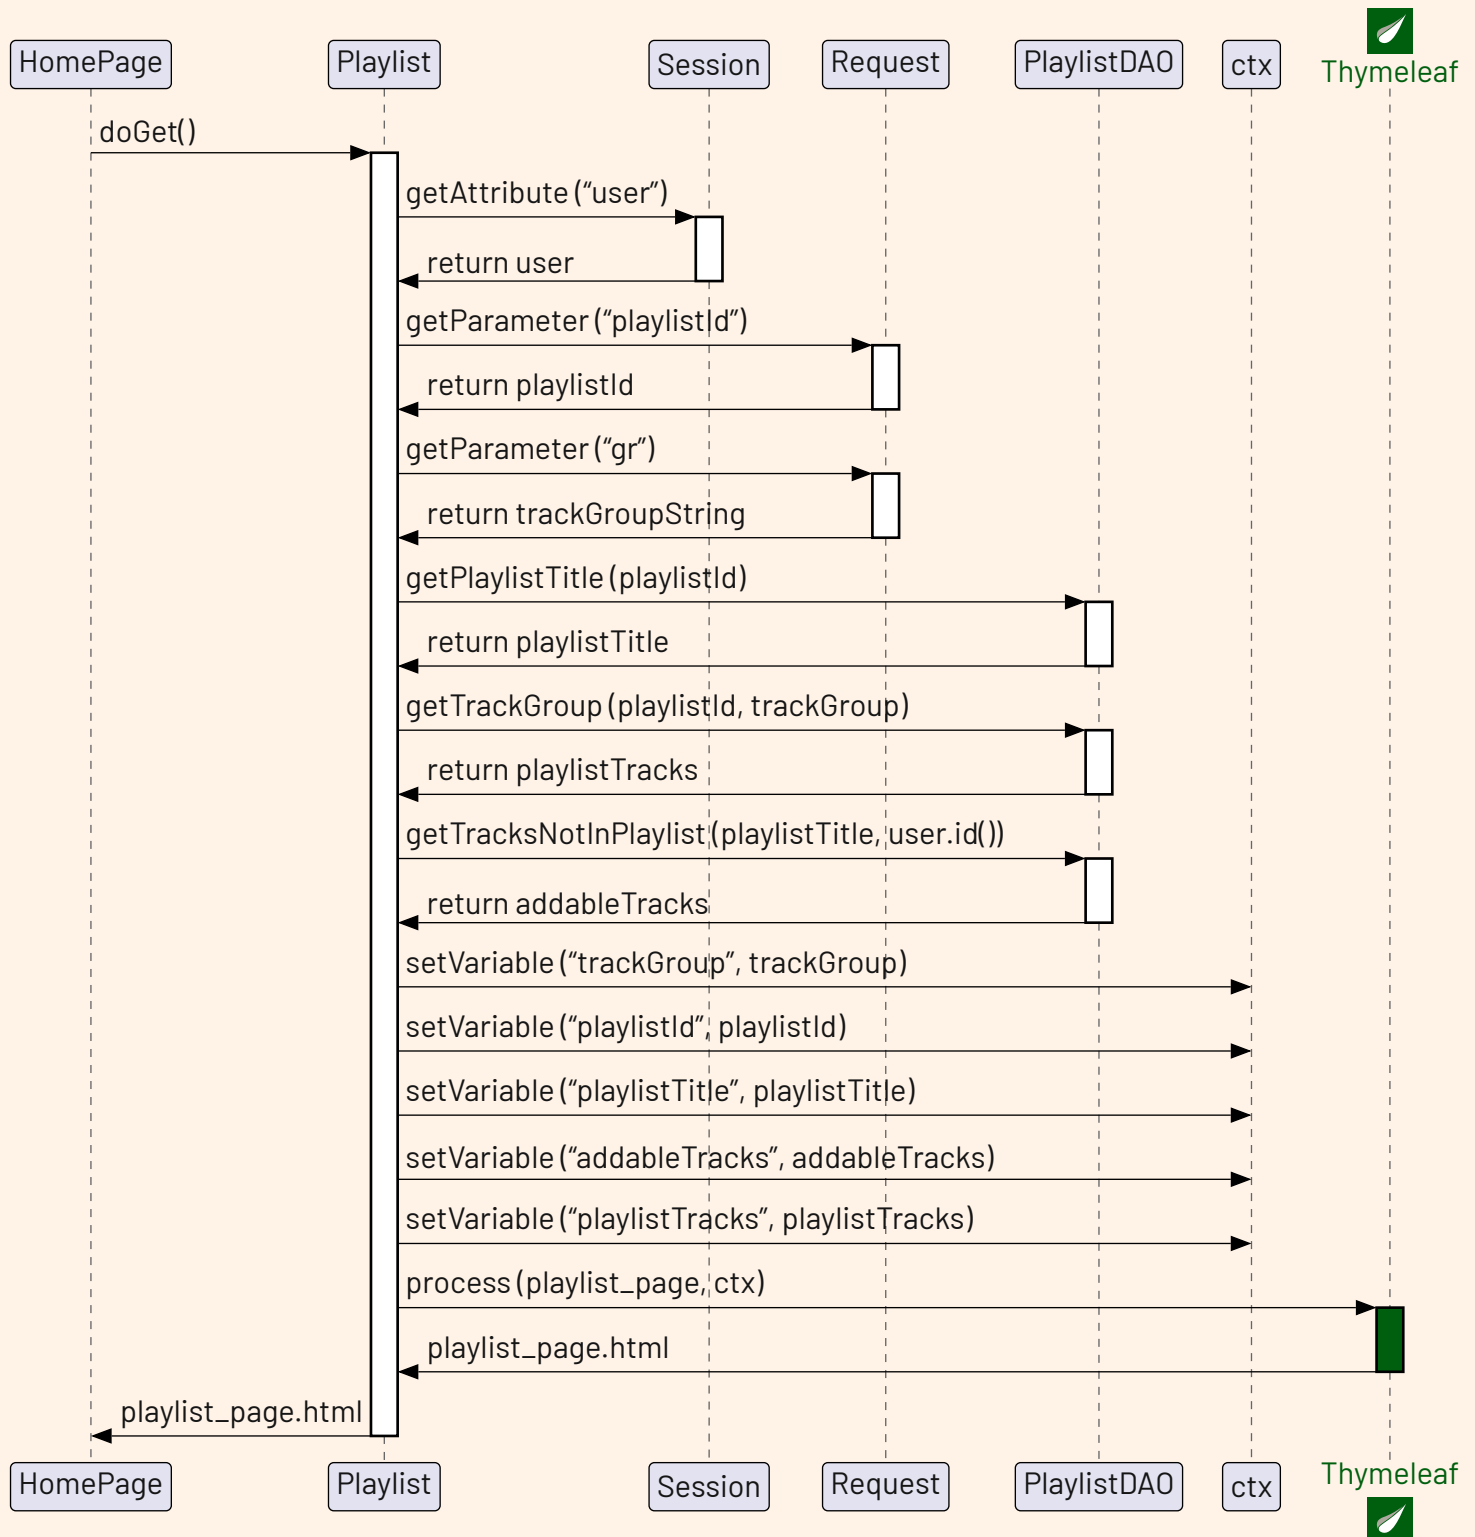 HomePage Playlist Session Request PlaylistDAO ctx Thymeleaf
doGet()
getAttribute (“user”)
return user
getParameter (“playlistId”)
return playlistId
getParameter (“gr”)
return trackGroupString
getPlaylistTitle (playlistId)
return playlistTitle
getTrackGroup (playlistId, trackGroup)
return playlistTracks
getTracksNotInPlaylist (playlistTitle, user.id())
return addableTracks
setVariable (“trackGroup”, trackGroup)
setVariable (“playlistId”, playlistId)
setVariable (“playlistTitle”, playlistTitle)
setVariable (“addableTracks”, addableTracks)
setVariable (“playlistTracks”, playlistTracks)
process (playlist_page, ctx)
playlist_page.html
playlist_page.html
HomePage Playlist Session Request PlaylistDAO ctx Thymeleaf